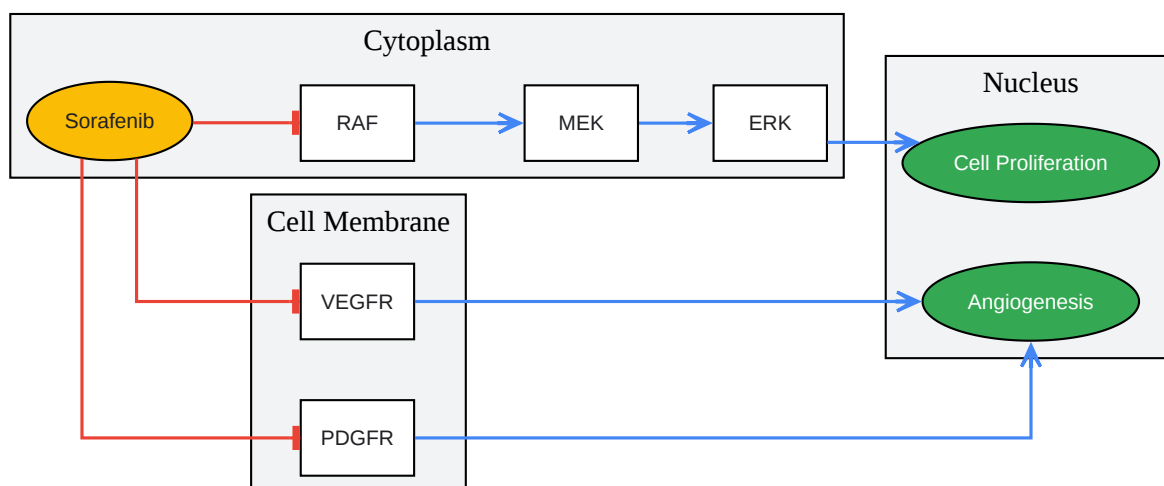 Cytoplasm
Sorafenib
RAF
MEK
ERK
Nucleus
Cell Proliferation
Cell Membrane
VEGFR
Angiogenesis
PDGFR